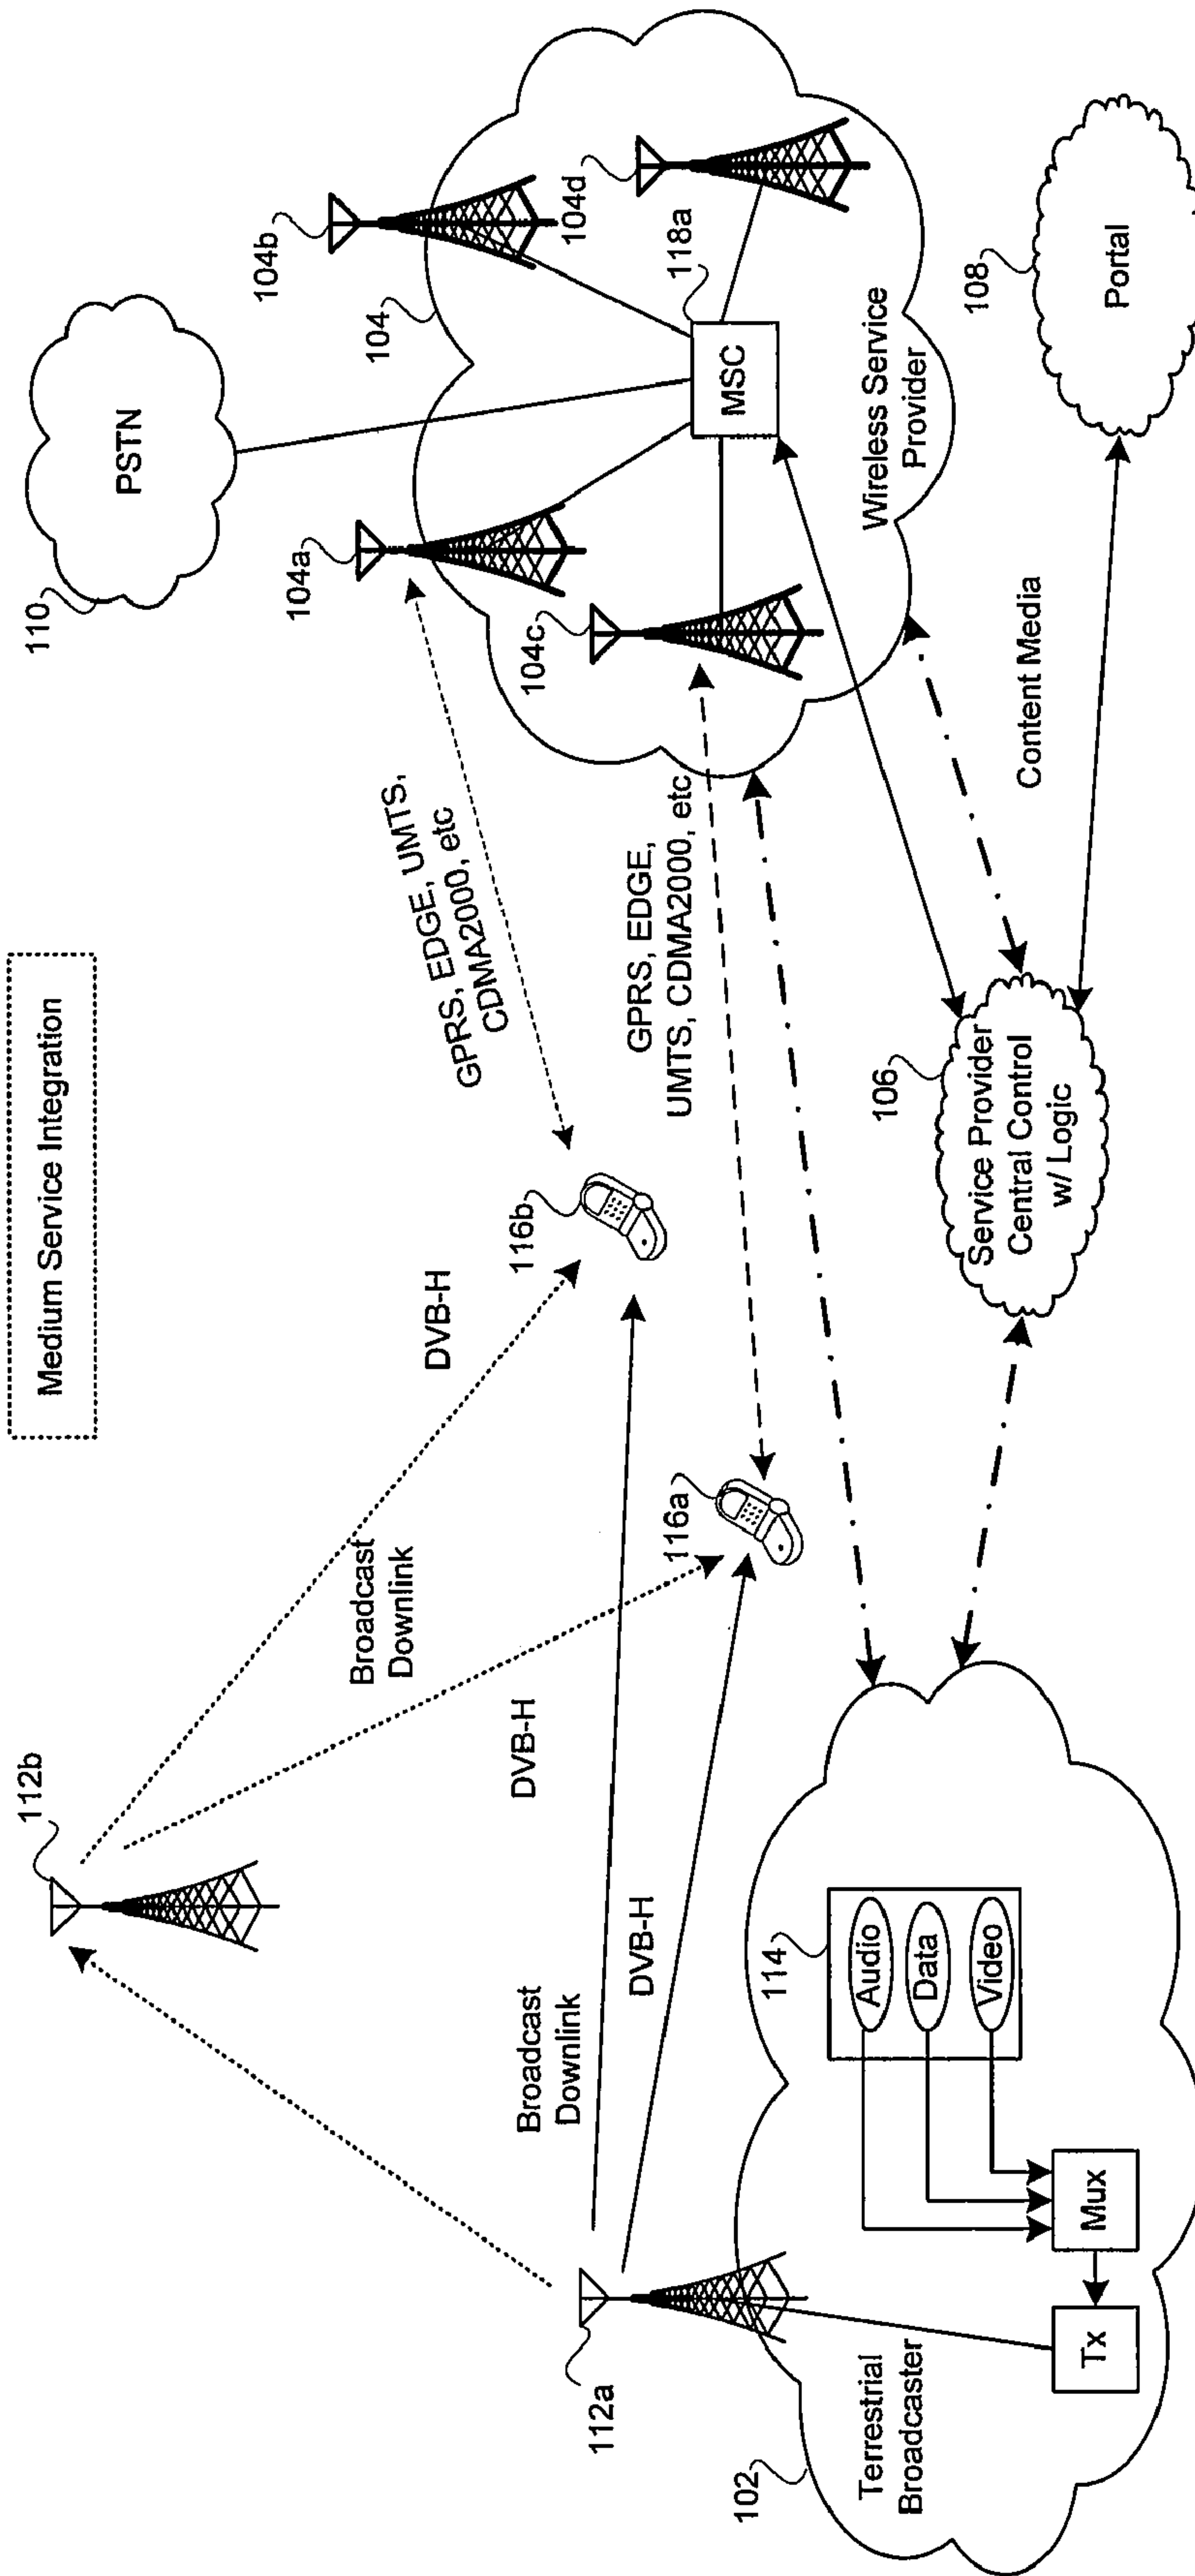 Medium Service Integration
112b
110
PSTN
104b
104
104a
104c
104d
118a
MSC
Wireless Service
Provider
GPRS, EDGE, UMTS,
CDMA2000, etc
GPRS, EDGE,
UMTS, CDMA2000, etc
DVB-H
116b
Broadcast
Downlink
DVB-H
116a
Broadcast
Downlink
DVB-H
112a
102
Terrestrial
Broadcaster
114
Audio
Data
Video
Tx
Mux
106
Service Provider
Central Control
w/ Logic
Content Media
108
Portal